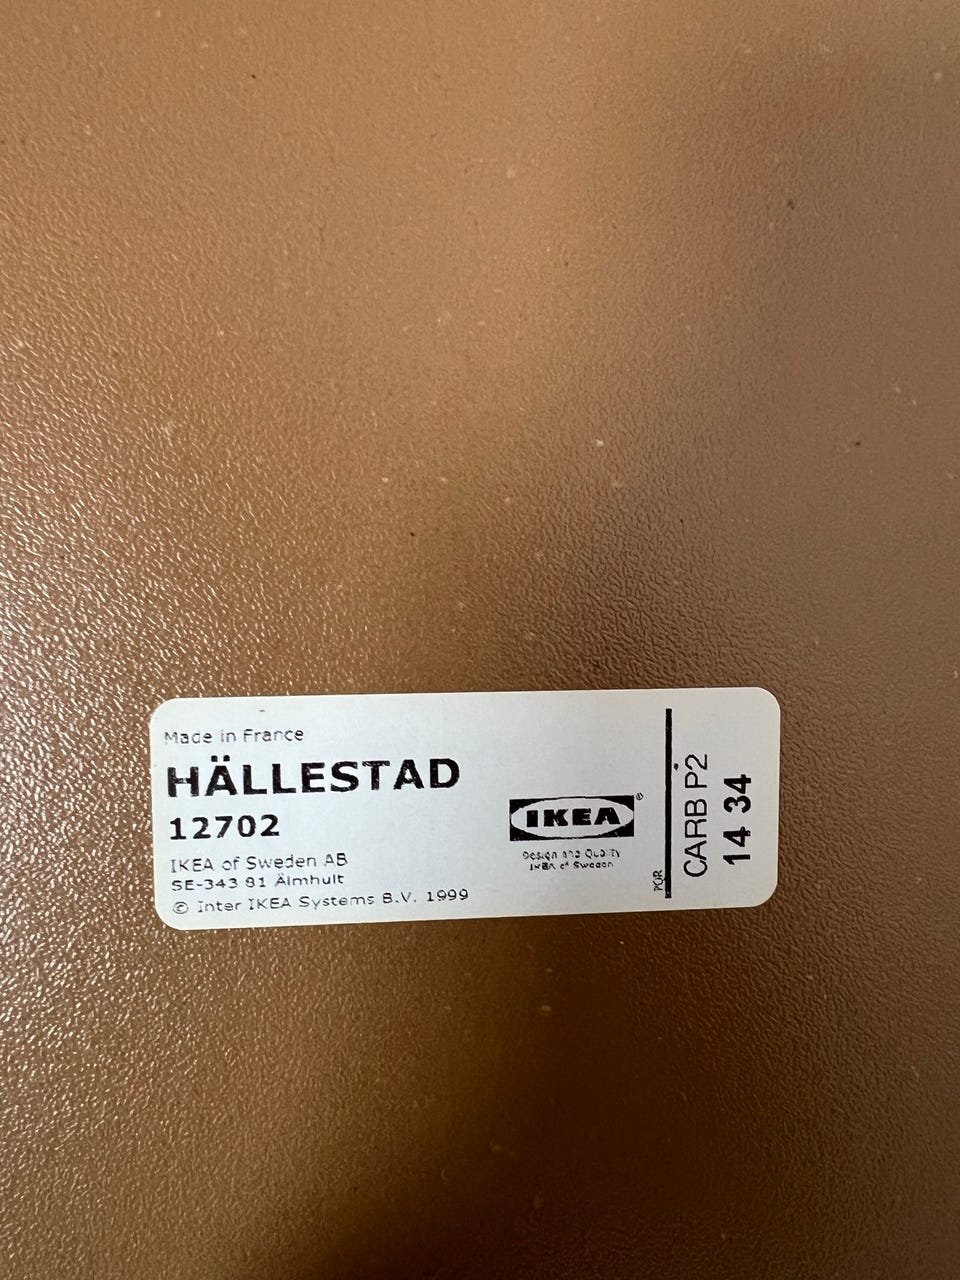 Made in France
HÄLLESTAD
12702
IKEA of Sweden AB
SE-343 81 Älmhult
© Inter IKEA Systems B.V. 1999
IKEA®
Design and Quality
IKEA of Sweden
PQR
CARB P2
14 34